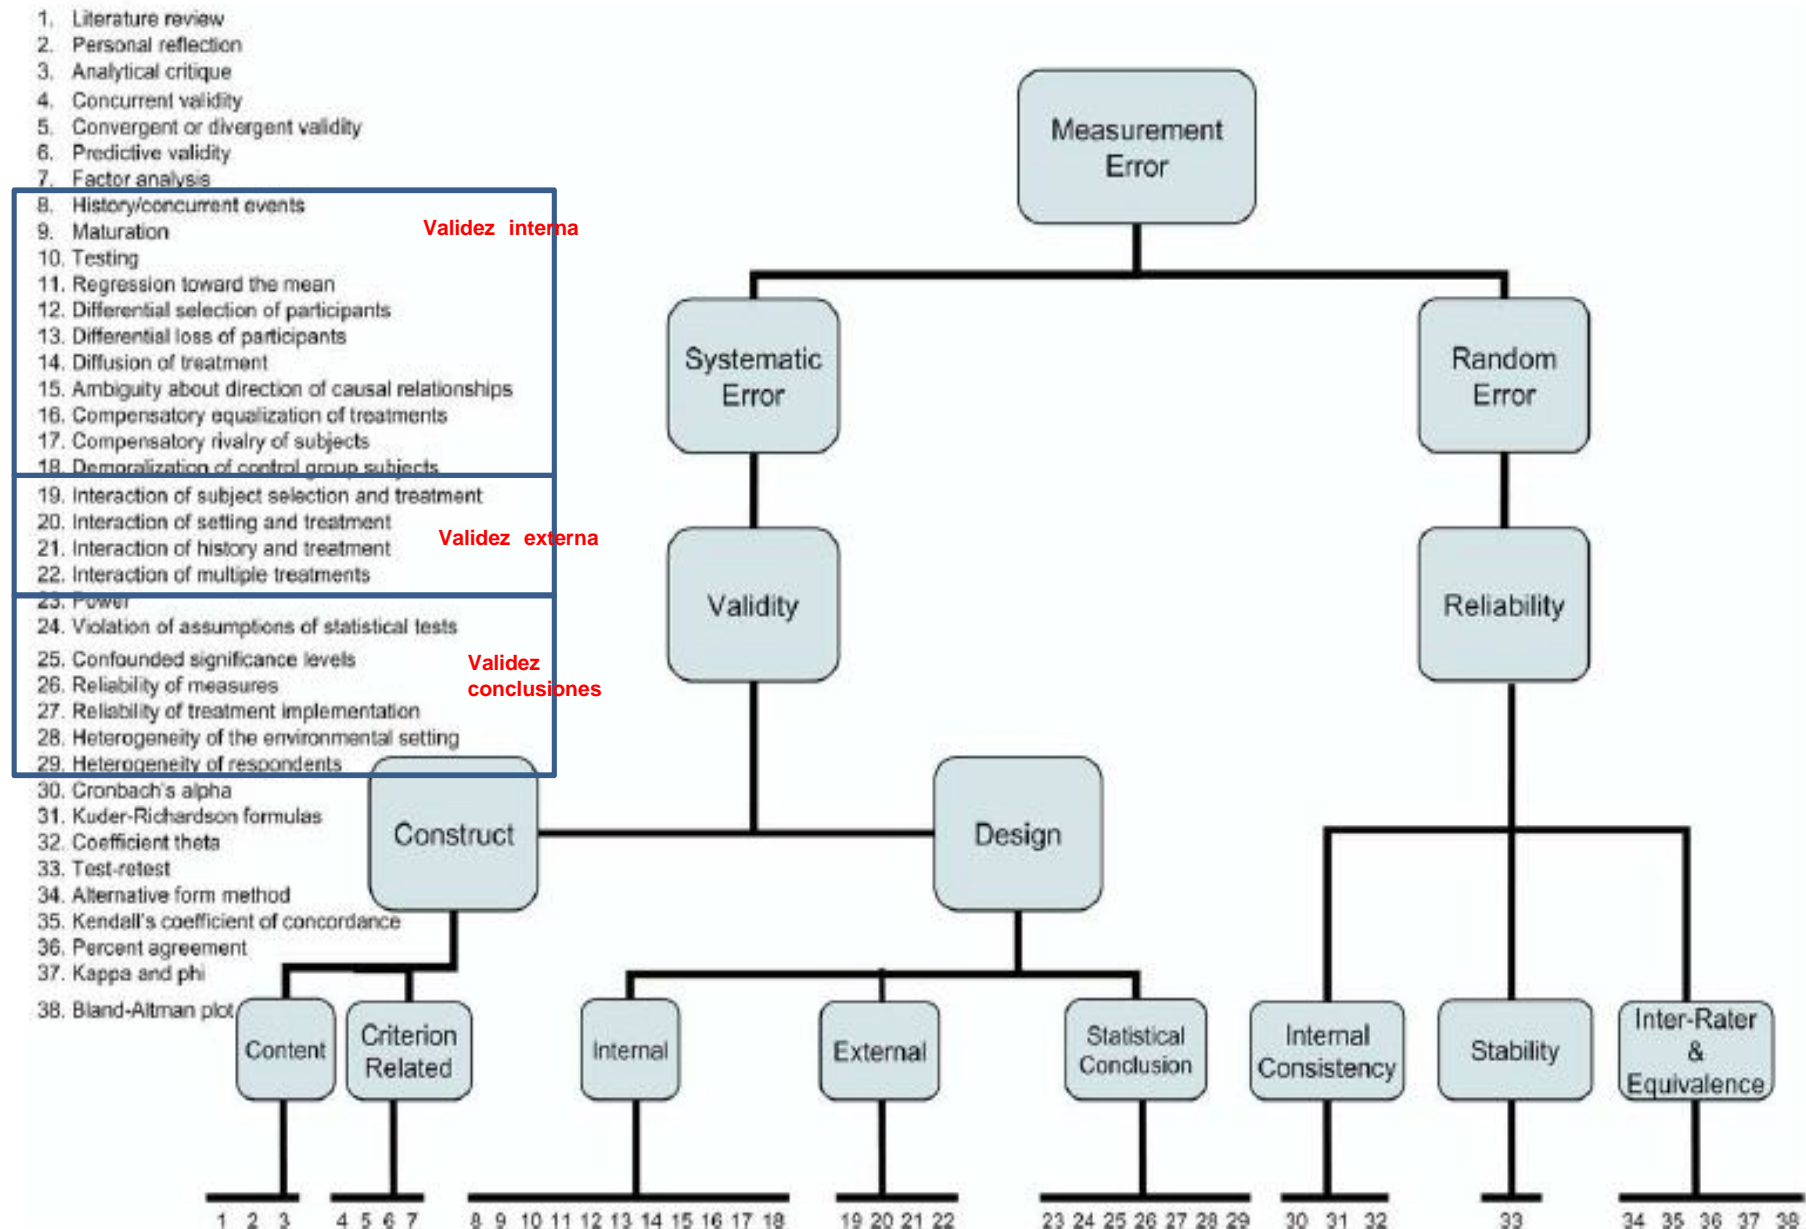 1. Literature review
2. Personal reflection
3. Analytical critique
4. Concurrent validity
5. Convergent or divergent validity
6. Predictive validity
7. Factor analysis
8. History/concurrent events
Validez interna
9. Maturation
10. Testing
11. Regression toward the mean
12. Differential selection of participants
13. Differential loss of participants
14. Diffusion of treatment
15. Ambiguity about direction of causal relationships
16. Compensatory equalization of treatments
17. Compensatory rivalry of subjects
18. Demoralization of control group subjects
19. Interaction of subject selection and treatment
20. Interaction of setting and treatment
Validez externa
21. Interaction of history and treatment
22. Interaction of multiple treatments
23. Power
24. Violation of assumptions of statistical tests
25. Confounded significance levels
Validez
conclusiones
26. Reliability of measures
27. Reliability of treatment implementation
28. Heterogeneity of the environmental setting
29. Heterogeneity of respondents
30. Cronbach's alpha
31. Kuder-Richardson formulas
32. Coefficient theta
33. Test-retest
34. Alternative form method
35. Kendall's coefficient of concordance
36. Percent agreement
37. Kappa and phi
38. Bland-Altman plot
Measurement
Error
Systematic
Error
Random
Error
Validity
Reliability
Construct
Design
Content
Criterion
Related
Internal
External
Statistical
Conclusion
Internal
Consistency
Stability
Inter-Rater
&
Equivalence
1 2 3
4 5 6 7
8 9 10 11 12 13 14 15 16 17 18
19 20 21 22
23 24 25 26 27 28 29
30 31 32
33
34 35 36 37 38